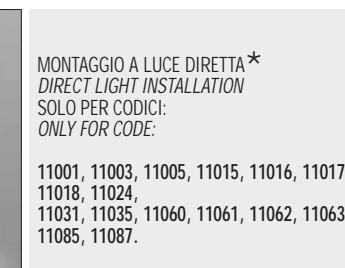 MONTAGGIO A LUCE DIRETTA*
DIRECT LIGHT INSTALLATION
SOLO PER CODICI:
ONLY FOR CODE:
11001, 11003, 11005, 11015, 11016, 11017
11018, 11024,
11031, 11035, 11060, 11061, 11062, 11063
11085, 11087.